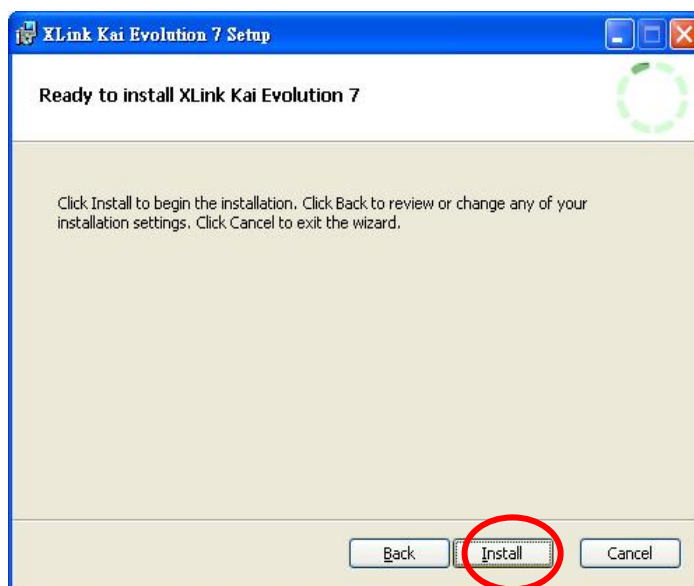 XLink Kai Evolution 7 Setup
Ready to install XLink Kai Evolution 7
Click Install to begin the installation. Click Back to review or change any of your
installation settings. Click Cancel to exit the wizard.
Back Install Cancel